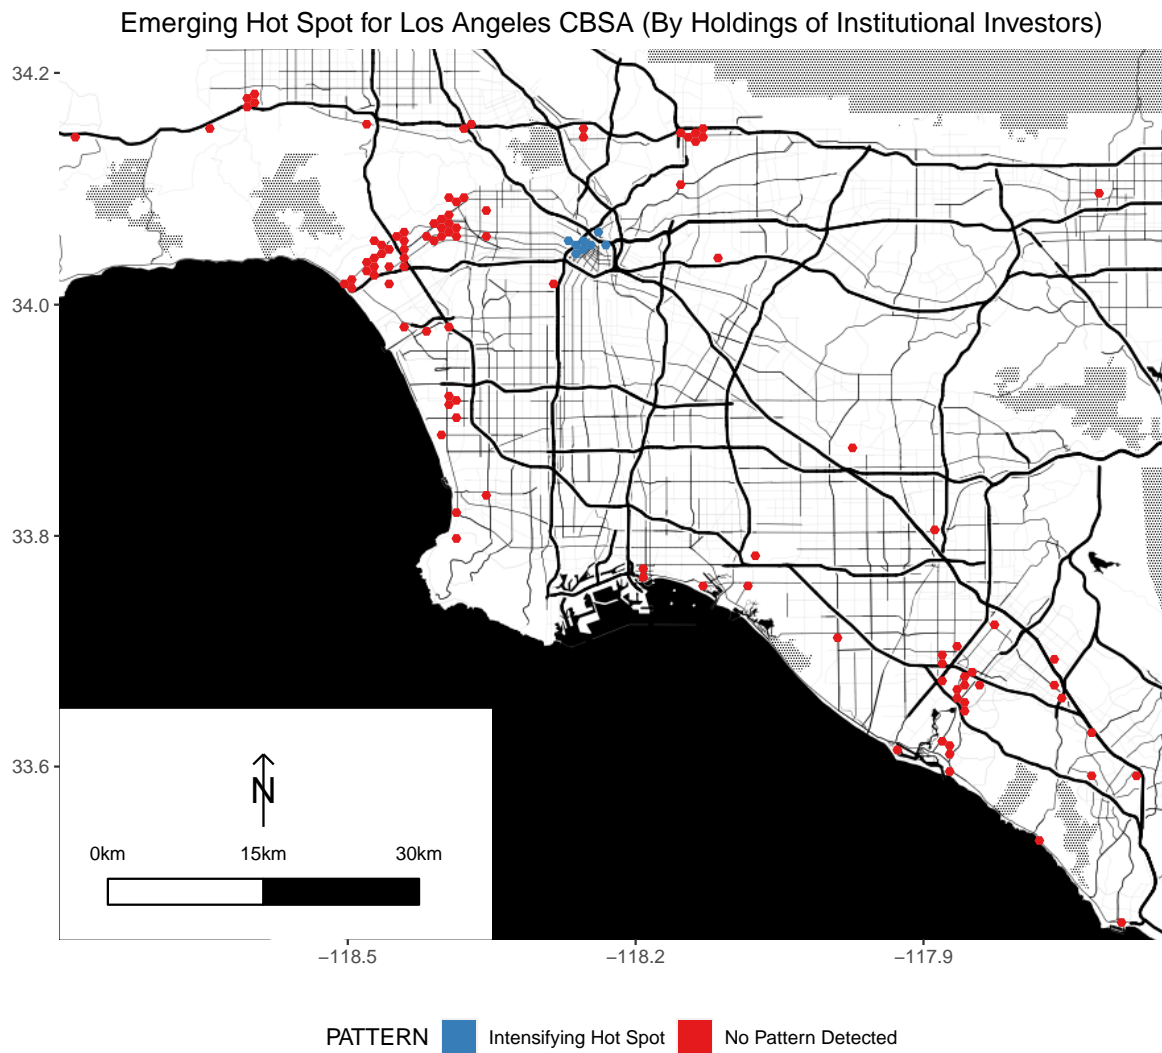 Emerging Hot Spot for Los Angeles CBSA (By Holdings of Institutional Investors)
34.2
34.0
33.8
33.6
N
0km 15km 30km
−118.5 −118.2 −117.9
PATTERN Intensifying Hot Spot No Pattern Detected